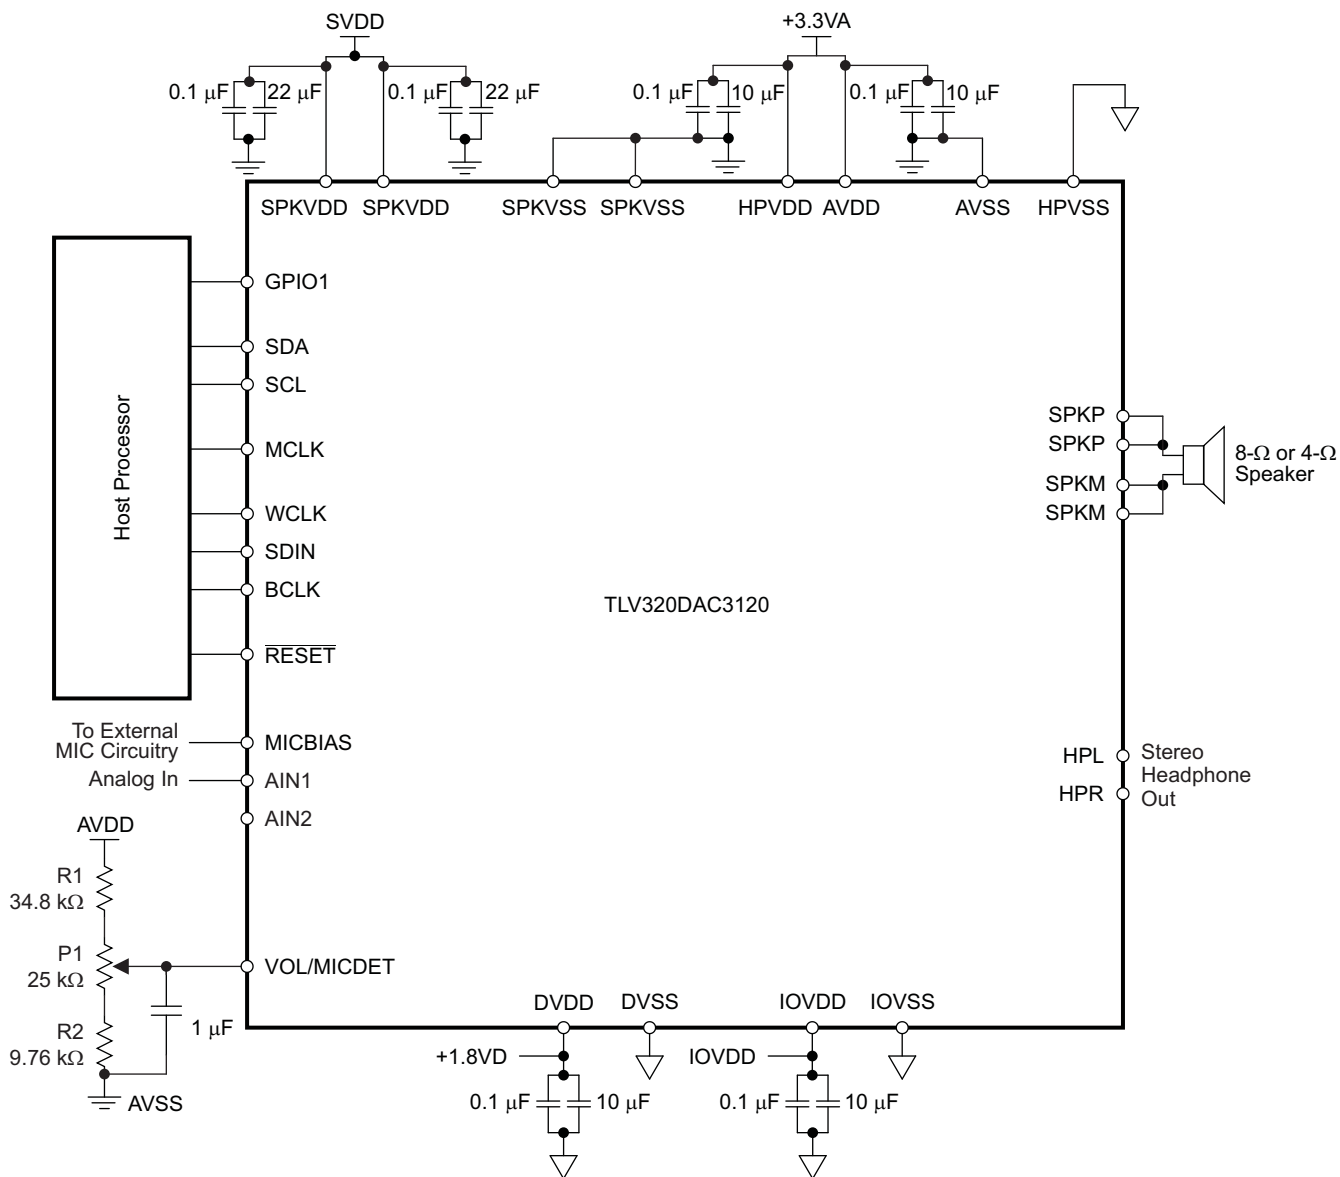 SVDD
+3.3VA
0.1 μF
22 μF
0.1 μF
22 μF
0.1 μF
10 μF
0.1 μF
10 μF
SPKVDD
SPKVDD
SPKVSS
SPKVSS
HPVDD
AVDD
AVSS
HPVSS
Host Processor
GPIO1
SDA
SCL
MCLK
WCLK
SDIN
BCLK
RESET
TLV320DAC3120
SPKP
SPKP
SPKM
SPKM
8-Ω or 4-Ω
Speaker
To External
MIC Circuitry
MICBIAS
Analog In
AIN1
AIN2
HPL
HPR
Stereo
Headphone
Out
AVDD
R1
34.8 kΩ
P1
25 kΩ
R2
9.76 kΩ
AVSS
1 μF
VOL/MICDET
DVDD
DVSS
IOVDD
IOVSS
+1.8VD
IOVDD
0.1 μF
10 μF
0.1 μF
10 μF